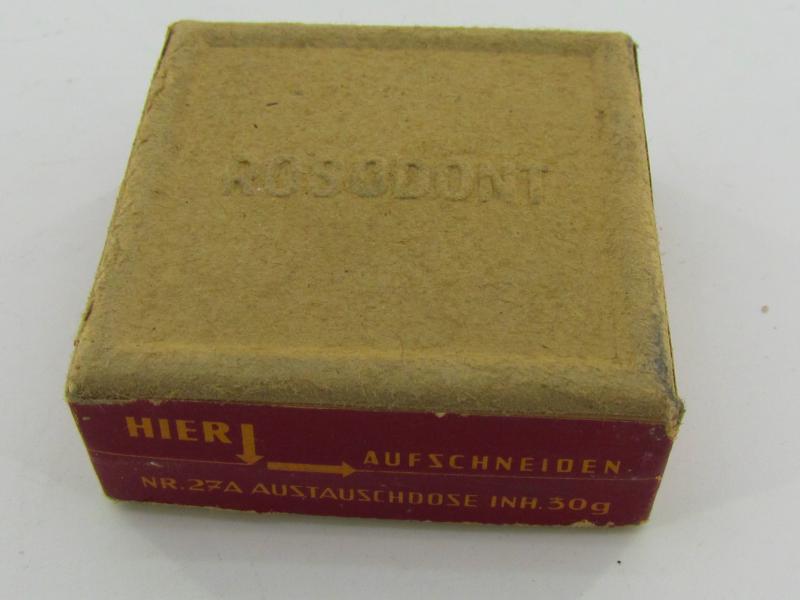 ROSODONT
HIER
AUFSCHNEIDEN
NR. 27A AUSTAUSCHDOSE INH. 30g